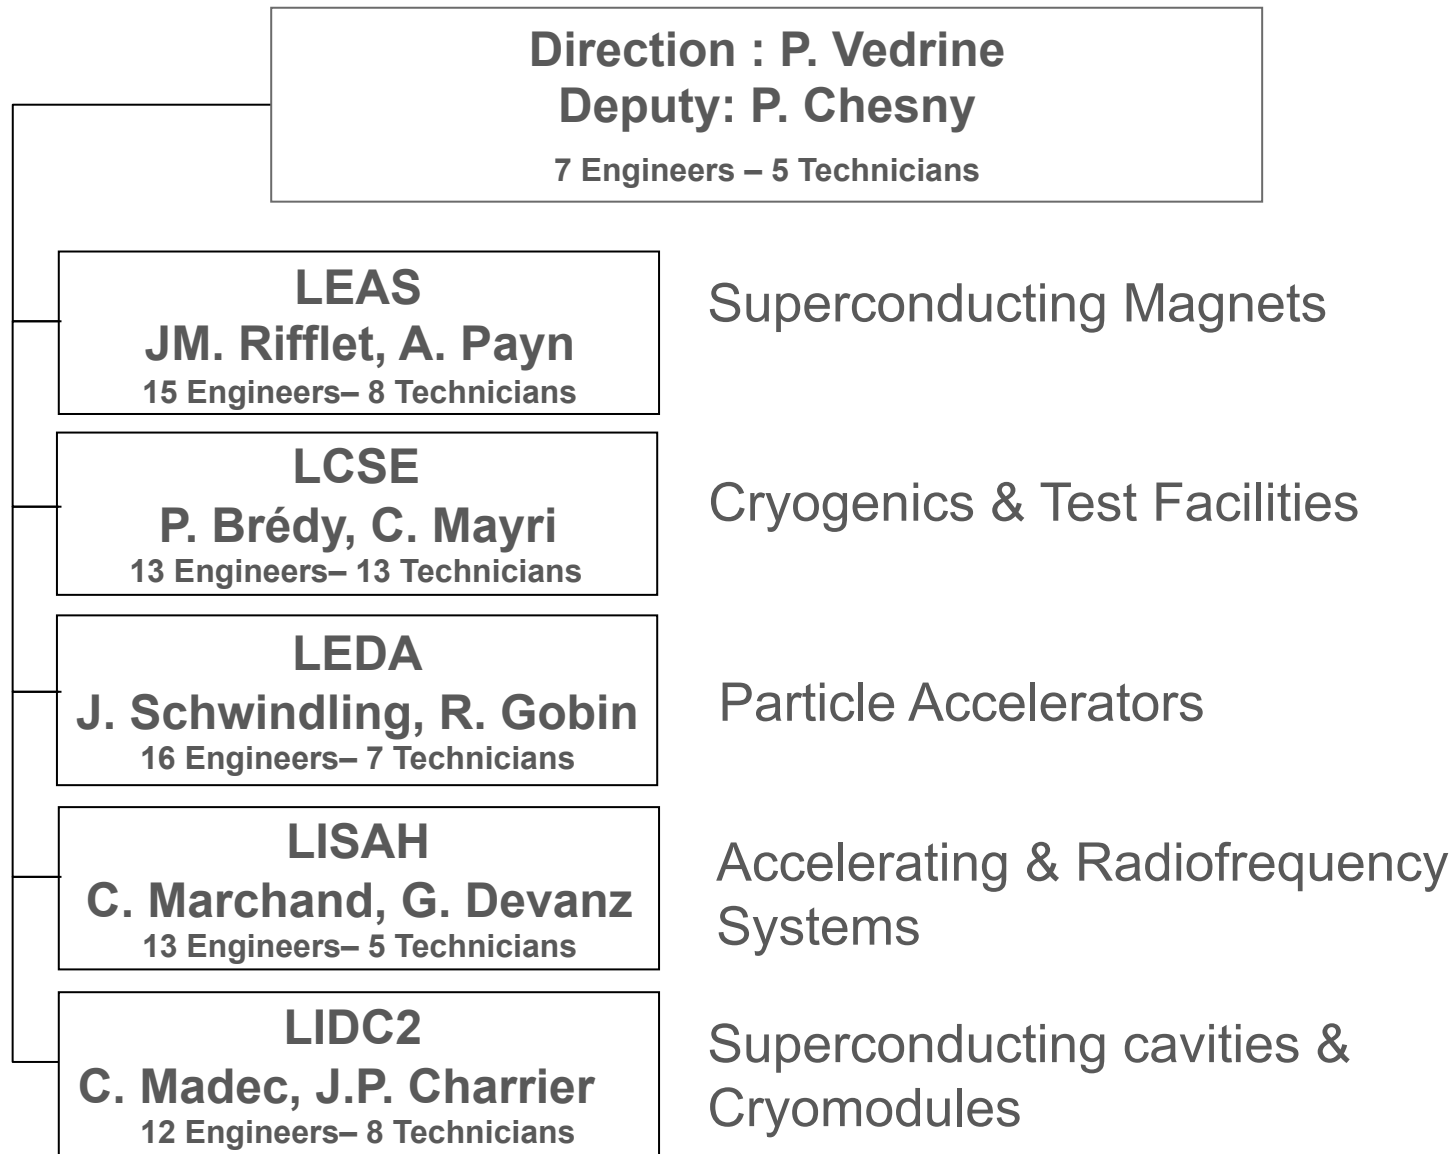 Direction : P. Vedrine
Deputy: P. Chesny
7 Engineers – 5 Technicians
LEAS
JM. Rifflet, A. Payn
15 Engineers– 8 Technicians
Superconducting Magnets
LCSE
P. Brédy, C. Mayri
13 Engineers– 13 Technicians
Cryogenics & Test Facilities
LEDA
J. Schwindling, R. Gobin
16 Engineers– 7 Technicians
Particle Accelerators
LISAH
C. Marchand, G. Devanz
13 Engineers– 5 Technicians
Accelerating & Radiofrequency
Systems
LIDC2
C. Madec, J.P. Charrier
12 Engineers– 8 Technicians
Superconducting cavities &
Cryomodules